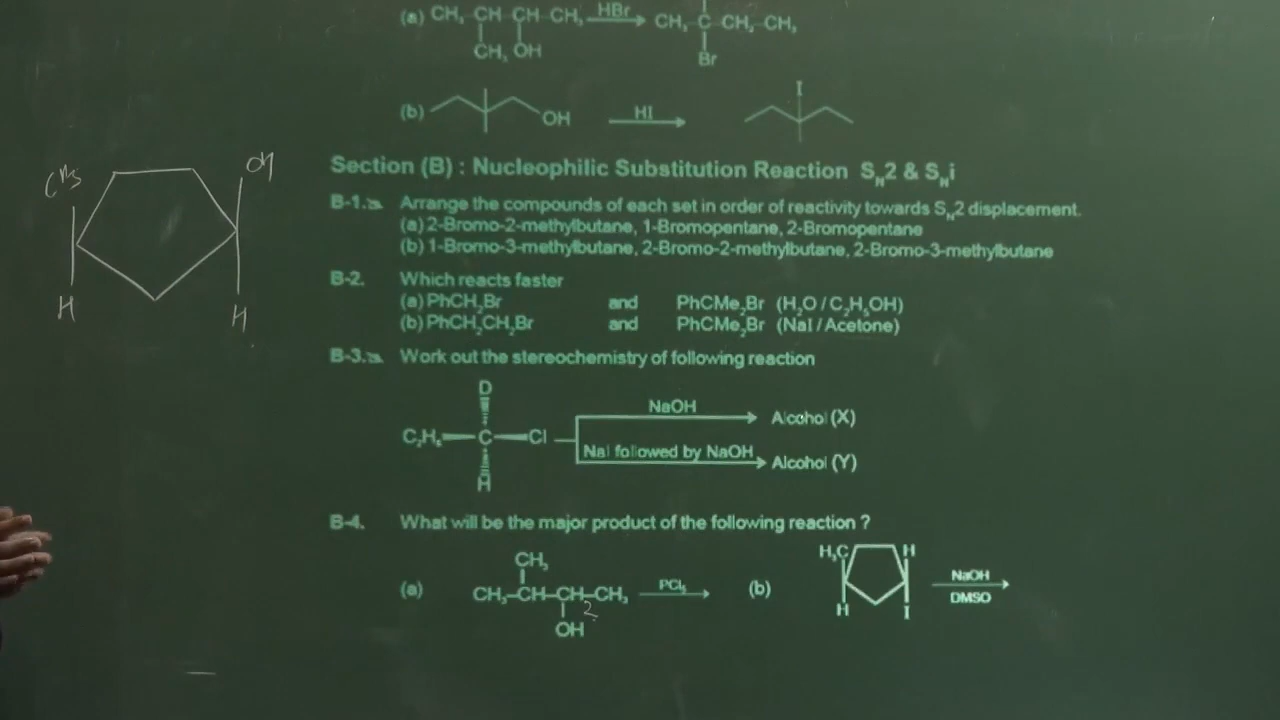 (a) CH₃ CH CH CH₃ HBr CH₃ C CH₂ CH₃
CH₃ OH Br
(b) OH HI I
Section (B) : Nucleophilic Substitution Reaction S_N2 & S_Ni
B-1. Arrange the compounds of each set in order of reactivity towards S_N2 displacement.
(a) 2-Bromo-2-methylbutane, 1-Bromopentane, 2-Bromopentane
(b) 1-Bromo-3-methylbutane, 2-Bromo-2-methylbutane, 2-Bromo-3-methylbutane
B-2. Which reacts faster
(a) PhCH₂Br and PhCMe₂Br (H₂O / C₂H₅OH)
(b) PhCH₂CH₂Br and PhCMe₂Br (NaI / Acetone)
B-3. Work out the stereochemistry of following reaction
D
NaOH Alcohol (X)
C₂H₅ C Cl
NaI followed by NaOH Alcohol (Y)
H
B-4. What will be the major product of the following reaction ?
CH₃ H₃C H
(a) CH₃-CH-CH-CH₃ PCl₅ (b) NaOH
DMSO
2 H I
OH
CH₃ OH
H H